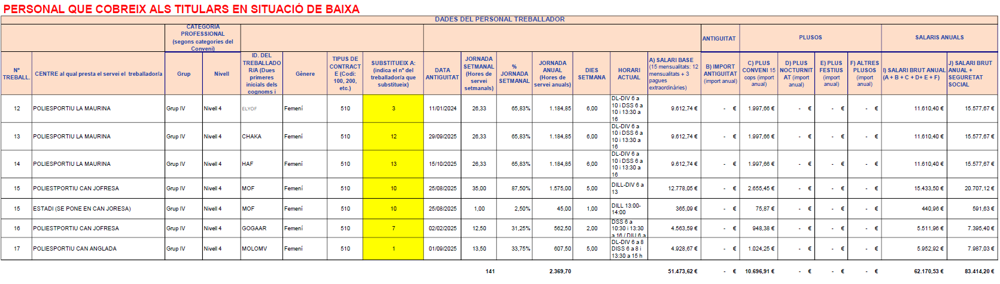 PERSONAL QUE COBREIX ALS TITULARS EN SITUACIÓ DE BAIXA
DADES DEL PERSONAL TREBALLADOR
CATEGORIA PROFESSIONAL (segons categories del Conveni) ANTIGUITAT PLUSOS SALARIS ANUALS
Nº TREBALL. CENTRE al qual presta el servei el treballador/a Grup Nivell ID. DEL TREBALLADO R/A (Dues primeres inicials dels cognoms i Gènere TIPUS DE CONTRACT E (Codi: 100, 200, etc.) SUBSTITUEIX A: (indica el nº del treballador/a que substitueix) DATA ANTIGUITAT JORNADA SETMANAL (Hores de servei setmanals) % JORNADA SETMANAL JORNADA ANUAL (Hores de servei anuals) DIES SETMANA HORARI ACTUAL A) SALARI BASE (15 mensualitats: 12 mensualitats + 3 pagues extraordinàries) B) IMPORT ANTIGUITAT (import anual) C) PLUS CONVENI 15 cops (import anual) D) PLUS NOCTURNIT AT (import anual) E) PLUS FESTIUS (import anual) F) ALTRES PLUSOS (import anual) I) SALARI BRUT ANUAL (A + B + C + D+ E + F) J) SALARI BRUT ANUAL + SEGURETAT SOCIAL
12 POLIESPORTIU LA MAURINA Grup IV Nivell 4 ELYOF Femení 510 3 11/01/2024 26,33 65,83% 1.184,85 6,00 DL-DIV 6 a 10 i DSS 6 a 10 i 13:30 a 16 9.612,74 € - € 1.997,66 € - € - € - € 11.610,40 € 15.577,67 €
13 POLIESPORTIU LA MAURINA Grup IV Nivell 4 CHAKA Femení 510 12 29/09/2025 26,33 65,83% 1.184,85 6,00 DL-DIV 6 a 10 i DSS 6 a 10 i 13:30 a 16 9.612,74 € - € 1.997,66 € - € - € - € 11.610,40 € 15.577,67 €
14 POLIESPORTIU LA MAURINA Grup IV Nivell 4 HAF Femení 510 13 15/10/2025 26,33 65,83% 1.184,85 6,00 DL-DIV 6 a 10 i DSS 6 a 10 i 13:30 a 16 9.612,74 € - € 1.997,66 € - € - € - € 11.610,40 € 15.577,67 €
15 POLIESTPORTIU CAN JOFRESA Grup IV Nivell 4 MOF Femení 510 10 25/08/2025 35,00 87,50% 1.575,00 5,00 DILL-DIV 6 a 13 12.778,05 € - € 2.655,45 € - € - € - € 15.433,50 € 20.707,12 €
15 ESTADI (SE PONE EN CAN JORESA) Grup IV Nivell 4 MOF Femení 510 10 25/08/2025 1,00 2,50% 45,00 1,00 DILL 13:00-14:00 365,09 € - € 75,87 € - € - € - € 440,96 € 591,63 €
16 POLIESTPORTIU CAN JOFRESA Grup IV Nivell 4 GOGAAR Femení 510 7 02/02/2025 12,50 31,25% 562,50 2,00 DSS 6 a 10:30 i 13:30 a 16 / DIU 6 a 4.563,59 € - € 948,38 € - € - € - € 5.511,96 € 7.395,40 €
17 POLIESPORTIU CAN ANGLADA Grup IV Nivell 4 MOLOMV Femení 510 1 01/09/2025 13,50 33,75% 607,50 5,00 DL-DIV 6 a 8 DISS 6 a 8 i 13:30 a 15 h 4.928,67 € - € 1.024,25 € - € - € - € 5.952,92 € 7.987,03 €
141 2.369,70 51.473,62 € - € 10.696,91 € - € - € - € 62.170,53 € 83.414,20 €